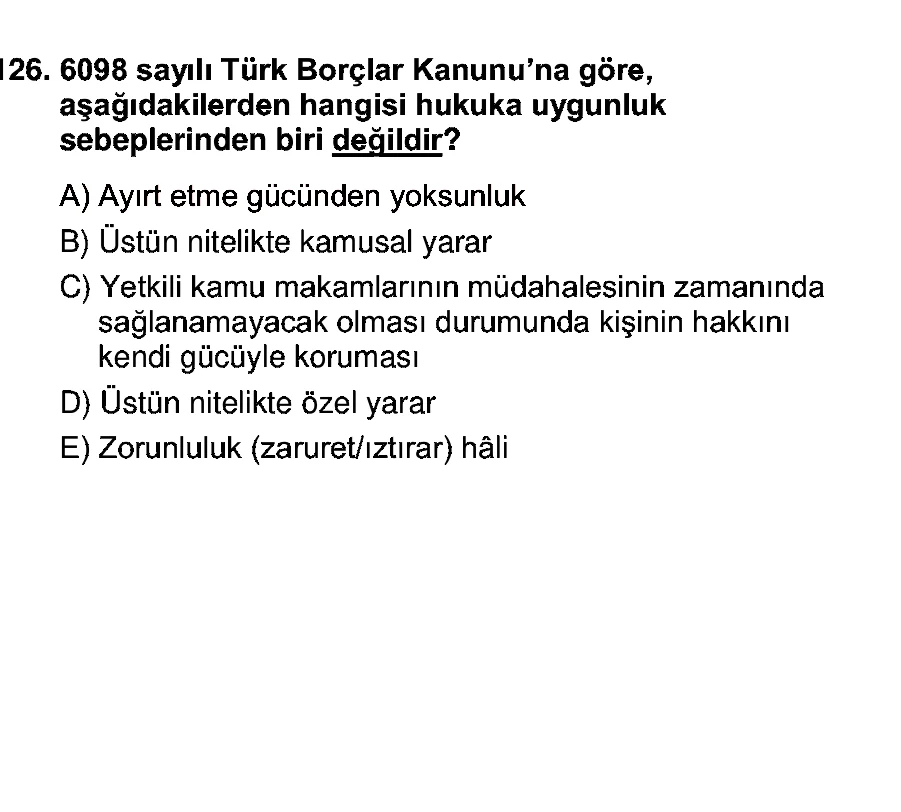 126. 6098 sayılı Türk Borçlar Kanunu’na göre,
aşağıdakilerden hangisi hukuka uygunluk
sebeplerinden biri değildir?
A) Ayırt etme gücünden yoksunluk
B) Üstün nitelikte kamusal yarar
C) Yetkili kamu makamlarının müdahalesinin zamanında
sağlanamayacak olması durumunda kişinin hakkını
kendi gücüyle koruması
D) Üstün nitelikte özel yarar
E) Zorunluluk (zaruret/ıztırar) hâli